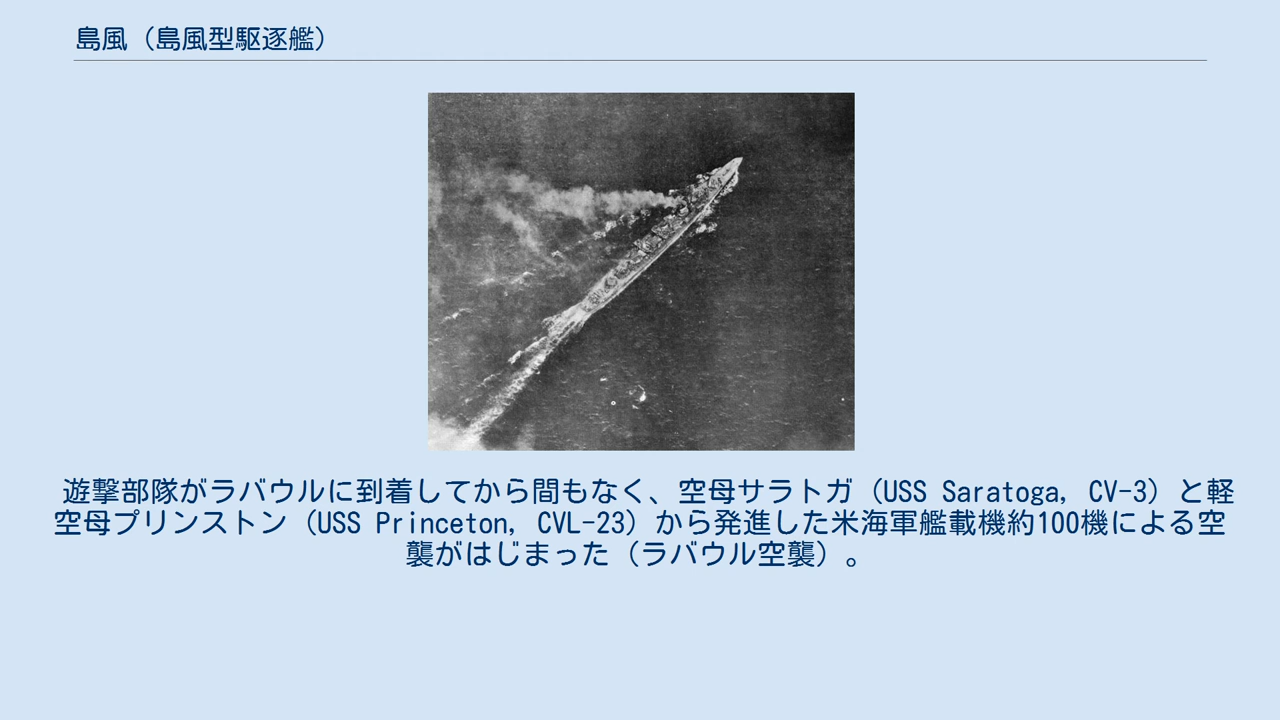 島風（島風型駆逐艦）
遊撃部隊がラバウルに到着してから間もなく、空母サラトガ（USS Saratoga, CV-3）と軽
空母プリンストン（USS Princeton, CVL-23）から発進した米海軍艦載機約100機による空
襲がはじまった（ラバウル空襲）。